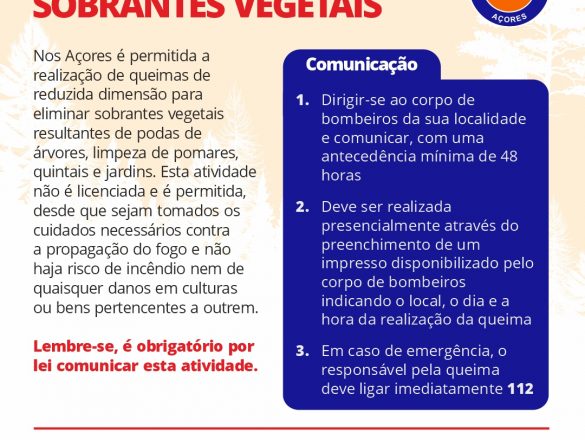 SOBRANTES VEGETAIS
AÇORES
Nos Açores é permitida a
realização de queimas de
reduzida dimensão para
eliminar sobrantes vegetais
resultantes de podas de
árvores, limpeza de pomares,
quintais e jardins. Esta atividade
não é licenciada e é permitida,
desde que sejam tomados os
cuidados necessários contra
a propagação do fogo e não
haja risco de incêndio nem de
quaisquer danos em culturas
ou bens pertencentes a outrem.
Lembre-se, é obrigatório por
lei comunicar esta atividade.
Comunicação
1. Dirigir-se ao corpo de
bombeiros da sua localidade
e comunicar, com uma
antecedência mínima de 48
horas
2. Deve ser realizada
presencialmente através do
preenchimento de um
impresso disponibilizado pelo
corpo de bombeiros
indicando o local, o dia e a
hora da realização da queima
3. Em caso de emergência, o
responsável pela queima
deve ligar imediatamente 112